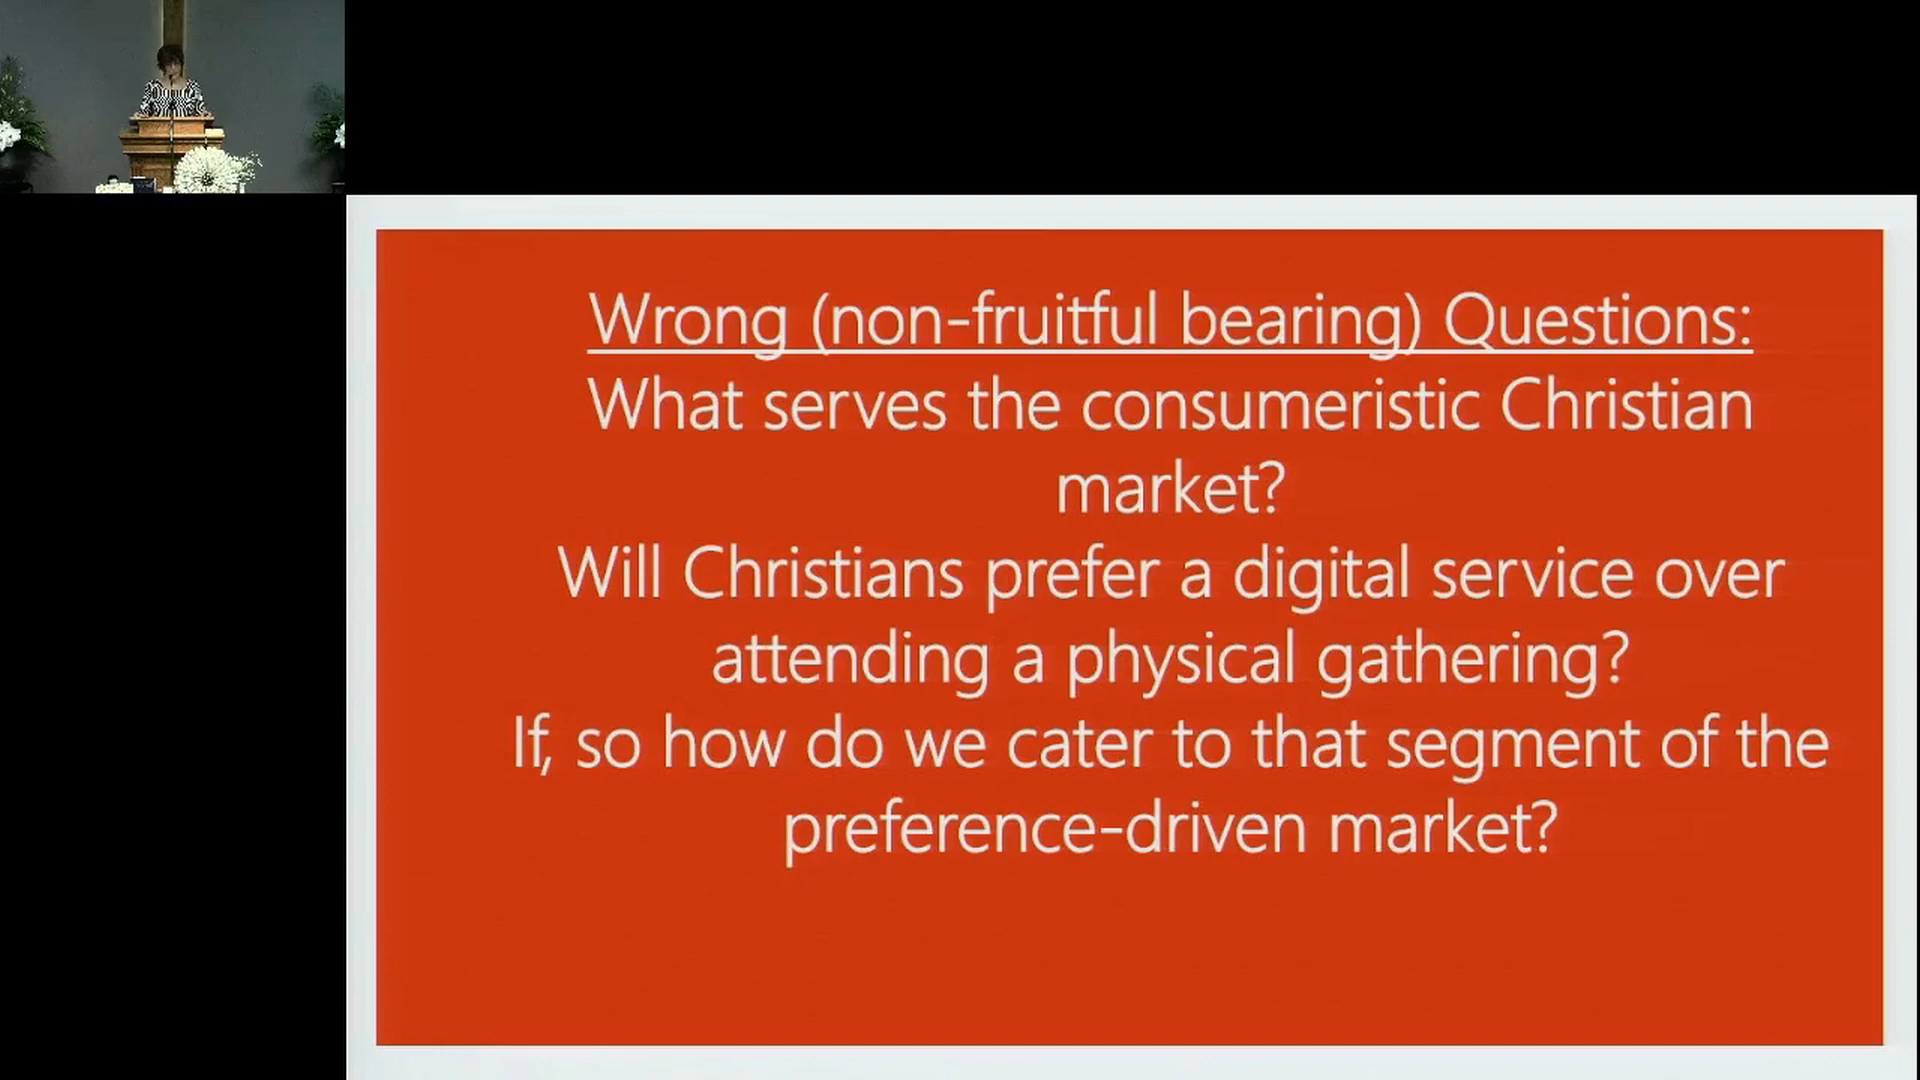 Wrong (non-fruitful bearing) Questions:
What serves the consumeristic Christian
market?
Will Christians prefer a digital service over
attending a physical gathering?
If, so how do we cater to that segment of the
preference-driven market?